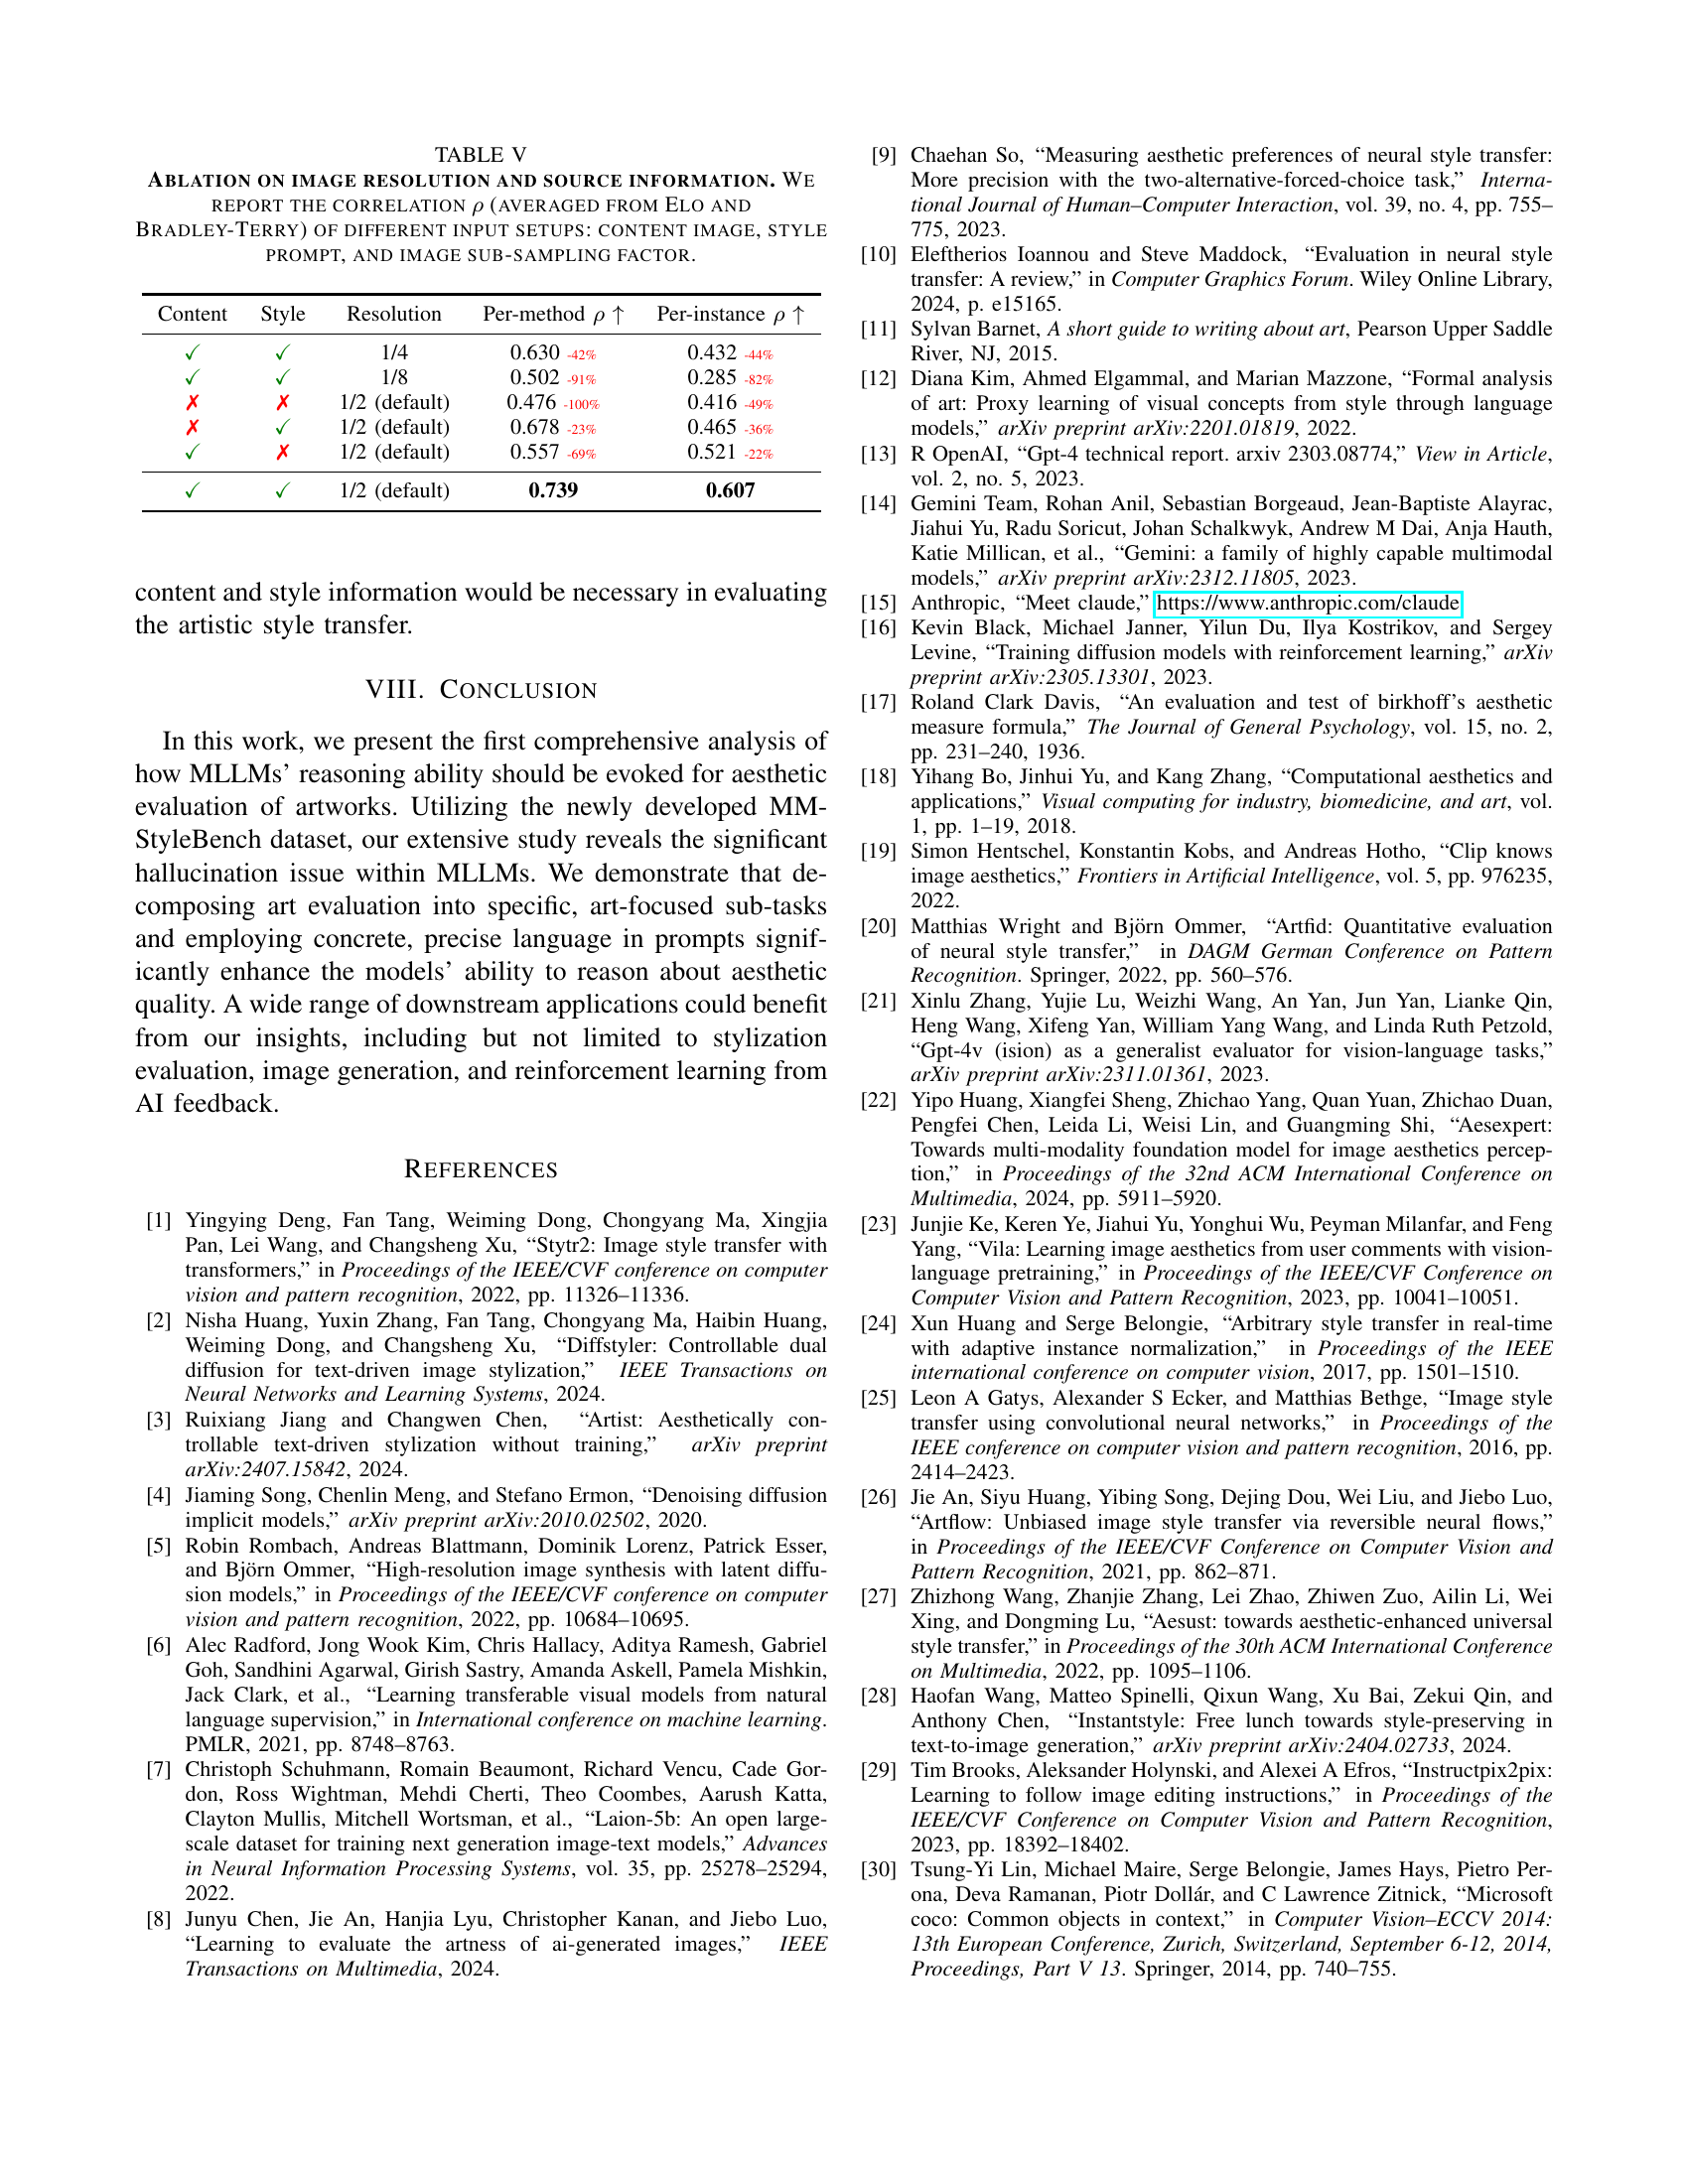 TABLE V
ABLATION ON IMAGE RESOLUTION AND SOURCE INFORMATION. WE
REPORT THE CORRELATION ρ (AVERAGED FROM ELO AND
BRADLEY-TERRY) OF DIFFERENT INPUT SETUPS: CONTENT IMAGE, STYLE
PROMPT, AND IMAGE SUB-SAMPLING FACTOR.
Content Style Resolution Per-method ρ ↑ Per-instance ρ ↑
✓ ✓ 1/4 0.630 -42% 0.432 -44%
✓ ✓ 1/8 0.502 -91% 0.285 -82%
✗ ✗ 1/2 (default) 0.476 -100% 0.416 -49%
✗ ✓ 1/2 (default) 0.678 -23% 0.465 -36%
✓ ✗ 1/2 (default) 0.557 -69% 0.521 -22%
✓ ✓ 1/2 (default) 0.739 0.607
content and style information would be necessary in evaluating
the artistic style transfer.
VIII. CONCLUSION
In this work, we present the first comprehensive analysis of
how MLLMs' reasoning ability should be evoked for aesthetic
evaluation of artworks. Utilizing the newly developed MM-
StyleBench dataset, our extensive study reveals the significant
hallucination issue within MLLMs. We demonstrate that de-
composing art evaluation into specific, art-focused sub-tasks
and employing concrete, precise language in prompts signif-
icantly enhance the models' ability to reason about aesthetic
quality. A wide range of downstream applications could benefit
from our insights, including but not limited to stylization
evaluation, image generation, and reinforcement learning from
AI feedback.
REFERENCES
[1] Yingying Deng, Fan Tang, Weiming Dong, Chongyang Ma, Xingjia
Pan, Lei Wang, and Changsheng Xu, “Stytr2: Image style transfer with
transformers,” in Proceedings of the IEEE/CVF conference on computer
vision and pattern recognition, 2022, pp. 11326–11336.
[2] Nisha Huang, Yuxin Zhang, Fan Tang, Chongyang Ma, Haibin Huang,
Weiming Dong, and Changsheng Xu, “Diffstyler: Controllable dual
diffusion for text-driven image stylization,” IEEE Transactions on
Neural Networks and Learning Systems, 2024.
[3] Ruixiang Jiang and Changwen Chen, “Artist: Aesthetically con-
trollable text-driven stylization without training,” arXiv preprint
arXiv:2407.15842, 2024.
[4] Jiaming Song, Chenlin Meng, and Stefano Ermon, “Denoising diffusion
implicit models,” arXiv preprint arXiv:2010.02502, 2020.
[5] Robin Rombach, Andreas Blattmann, Dominik Lorenz, Patrick Esser,
and Björn Ommer, “High-resolution image synthesis with latent diffu-
sion models,” in Proceedings of the IEEE/CVF conference on computer
vision and pattern recognition, 2022, pp. 10684–10695.
[6] Alec Radford, Jong Wook Kim, Chris Hallacy, Aditya Ramesh, Gabriel
Goh, Sandhini Agarwal, Girish Sastry, Amanda Askell, Pamela Mishkin,
Jack Clark, et al., “Learning transferable visual models from natural
language supervision,” in International conference on machine learning.
PMLR, 2021, pp. 8748–8763.
[7] Christoph Schuhmann, Romain Beaumont, Richard Vencu, Cade Gor-
don, Ross Wightman, Mehdi Cherti, Theo Coombes, Aarush Katta,
Clayton Mullis, Mitchell Wortsman, et al., “Laion-5b: An open large-
scale dataset for training next generation image-text models,” Advances
in Neural Information Processing Systems, vol. 35, pp. 25278–25294,
2022.
[8] Junyu Chen, Jie An, Hanjia Lyu, Christopher Kanan, and Jiebo Luo,
“Learning to evaluate the artness of ai-generated images,” IEEE
Transactions on Multimedia, 2024.
[9] Chaehan So, “Measuring aesthetic preferences of neural style transfer:
More precision with the two-alternative-forced-choice task,” Interna-
tional Journal of Human–Computer Interaction, vol. 39, no. 4, pp. 755–
775, 2023.
[10] Eleftherios Ioannou and Steve Maddock, “Evaluation in neural style
transfer: A review,” in Computer Graphics Forum. Wiley Online Library,
2024, p. e15165.
[11] Sylvan Barnet, A short guide to writing about art, Pearson Upper Saddle
River, NJ, 2015.
[12] Diana Kim, Ahmed Elgammal, and Marian Mazzone, “Formal analysis
of art: Proxy learning of visual concepts from style through language
models,” arXiv preprint arXiv:2201.01819, 2022.
[13] R OpenAI, “Gpt-4 technical report. arxiv 2303.08774,” View in Article,
vol. 2, no. 5, 2023.
[14] Gemini Team, Rohan Anil, Sebastian Borgeaud, Jean-Baptiste Alayrac,
Jiahui Yu, Radu Soricut, Johan Schalkwyk, Andrew M Dai, Anja Hauth,
Katie Millican, et al., “Gemini: a family of highly capable multimodal
models,” arXiv preprint arXiv:2312.11805, 2023.
[15] Anthropic, “Meet claude,” https://www.anthropic.com/claude
[16] Kevin Black, Michael Janner, Yilun Du, Ilya Kostrikov, and Sergey
Levine, “Training diffusion models with reinforcement learning,” arXiv
preprint arXiv:2305.13301, 2023.
[17] Roland Clark Davis, “An evaluation and test of birkhoff's aesthetic
measure formula,” The Journal of General Psychology, vol. 15, no. 2,
pp. 231–240, 1936.
[18] Yihang Bo, Jinhui Yu, and Kang Zhang, “Computational aesthetics and
applications,” Visual computing for industry, biomedicine, and art, vol.
1, pp. 1–19, 2018.
[19] Simon Hentschel, Konstantin Kobs, and Andreas Hotho, “Clip knows
image aesthetics,” Frontiers in Artificial Intelligence, vol. 5, pp. 976235,
2022.
[20] Matthias Wright and Björn Ommer, “Artfid: Quantitative evaluation
of neural style transfer,” in DAGM German Conference on Pattern
Recognition. Springer, 2022, pp. 560–576.
[21] Xinlu Zhang, Yujie Lu, Weizhi Wang, An Yan, Jun Yan, Lianke Qin,
Heng Wang, Xifeng Yan, William Yang Wang, and Linda Ruth Petzold,
“Gpt-4v (ision) as a generalist evaluator for vision-language tasks,”
arXiv preprint arXiv:2311.01361, 2023.
[22] Yipo Huang, Xiangfei Sheng, Zhichao Yang, Quan Yuan, Zhichao Duan,
Pengfei Chen, Leida Li, Weisi Lin, and Guangming Shi, “Aesexpert:
Towards multi-modality foundation model for image aesthetics percep-
tion,” in Proceedings of the 32nd ACM International Conference on
Multimedia, 2024, pp. 5911–5920.
[23] Junjie Ke, Keren Ye, Jiahui Yu, Yonghui Wu, Peyman Milanfar, and Feng
Yang, “Vila: Learning image aesthetics from user comments with vision-
language pretraining,” in Proceedings of the IEEE/CVF Conference on
Computer Vision and Pattern Recognition, 2023, pp. 10041–10051.
[24] Xun Huang and Serge Belongie, “Arbitrary style transfer in real-time
with adaptive instance normalization,” in Proceedings of the IEEE
international conference on computer vision, 2017, pp. 1501–1510.
[25] Leon A Gatys, Alexander S Ecker, and Matthias Bethge, “Image style
transfer using convolutional neural networks,” in Proceedings of the
IEEE conference on computer vision and pattern recognition, 2016, pp.
2414–2423.
[26] Jie An, Siyu Huang, Yibing Song, Dejing Dou, Wei Liu, and Jiebo Luo,
“Artflow: Unbiased image style transfer via reversible neural flows,”
in Proceedings of the IEEE/CVF Conference on Computer Vision and
Pattern Recognition, 2021, pp. 862–871.
[27] Zhizhong Wang, Zhanjie Zhang, Lei Zhao, Zhiwen Zuo, Ailin Li, Wei
Xing, and Dongming Lu, “Aesust: towards aesthetic-enhanced universal
style transfer,” in Proceedings of the 30th ACM International Conference
on Multimedia, 2022, pp. 1095–1106.
[28] Haofan Wang, Matteo Spinelli, Qixun Wang, Xu Bai, Zekui Qin, and
Anthony Chen, “Instantstyle: Free lunch towards style-preserving in
text-to-image generation,” arXiv preprint arXiv:2404.02733, 2024.
[29] Tim Brooks, Aleksander Holynski, and Alexei A Efros, “Instructpix2pix:
Learning to follow image editing instructions,” in Proceedings of the
IEEE/CVF Conference on Computer Vision and Pattern Recognition,
2023, pp. 18392–18402.
[30] Tsung-Yi Lin, Michael Maire, Serge Belongie, James Hays, Pietro Per-
ona, Deva Ramanan, Piotr Dollár, and C Lawrence Zitnick, “Microsoft
coco: Common objects in context,” in Computer Vision–ECCV 2014:
13th European Conference, Zurich, Switzerland, September 6-12, 2014,
Proceedings, Part V 13. Springer, 2014, pp. 740–755.